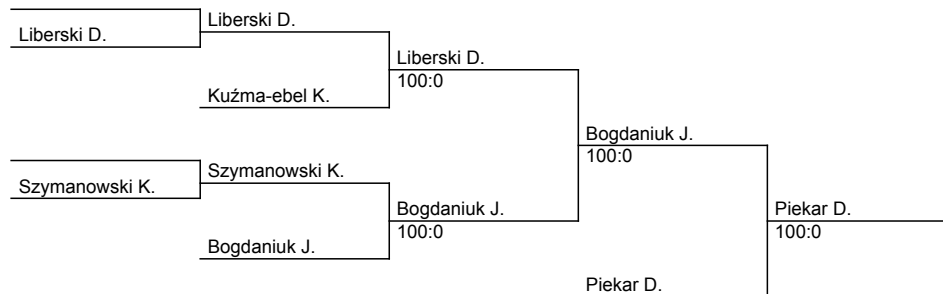 Liberski D.
Liberski D.
Kuźma-ebel K.
Liberski D.
100:0
Szymanowski K.
Szymanowski K.
Bogdaniuk J.
Bogdaniuk J.
100:0
Bogdaniuk J.
100:0
Piekar D.
Piekar D.
100:0